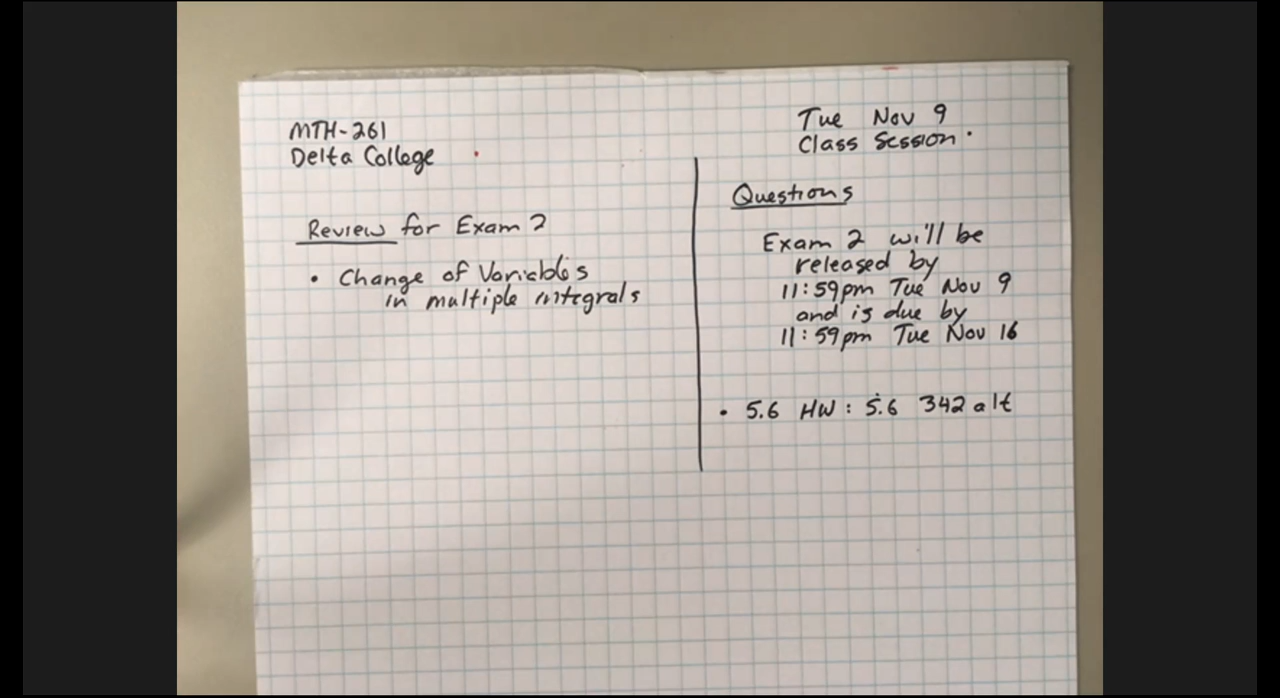 MTH-261
Delta College
Tue Nov 9
Class Session
Review for Exam 2
• Change of Variables
in multiple integrals
Questions
Exam 2 will be
released by
11:59pm Tue Nov 9
and is due by
11:59pm Tue Nov 16
• 5.6 HW: 5.6 342 alt